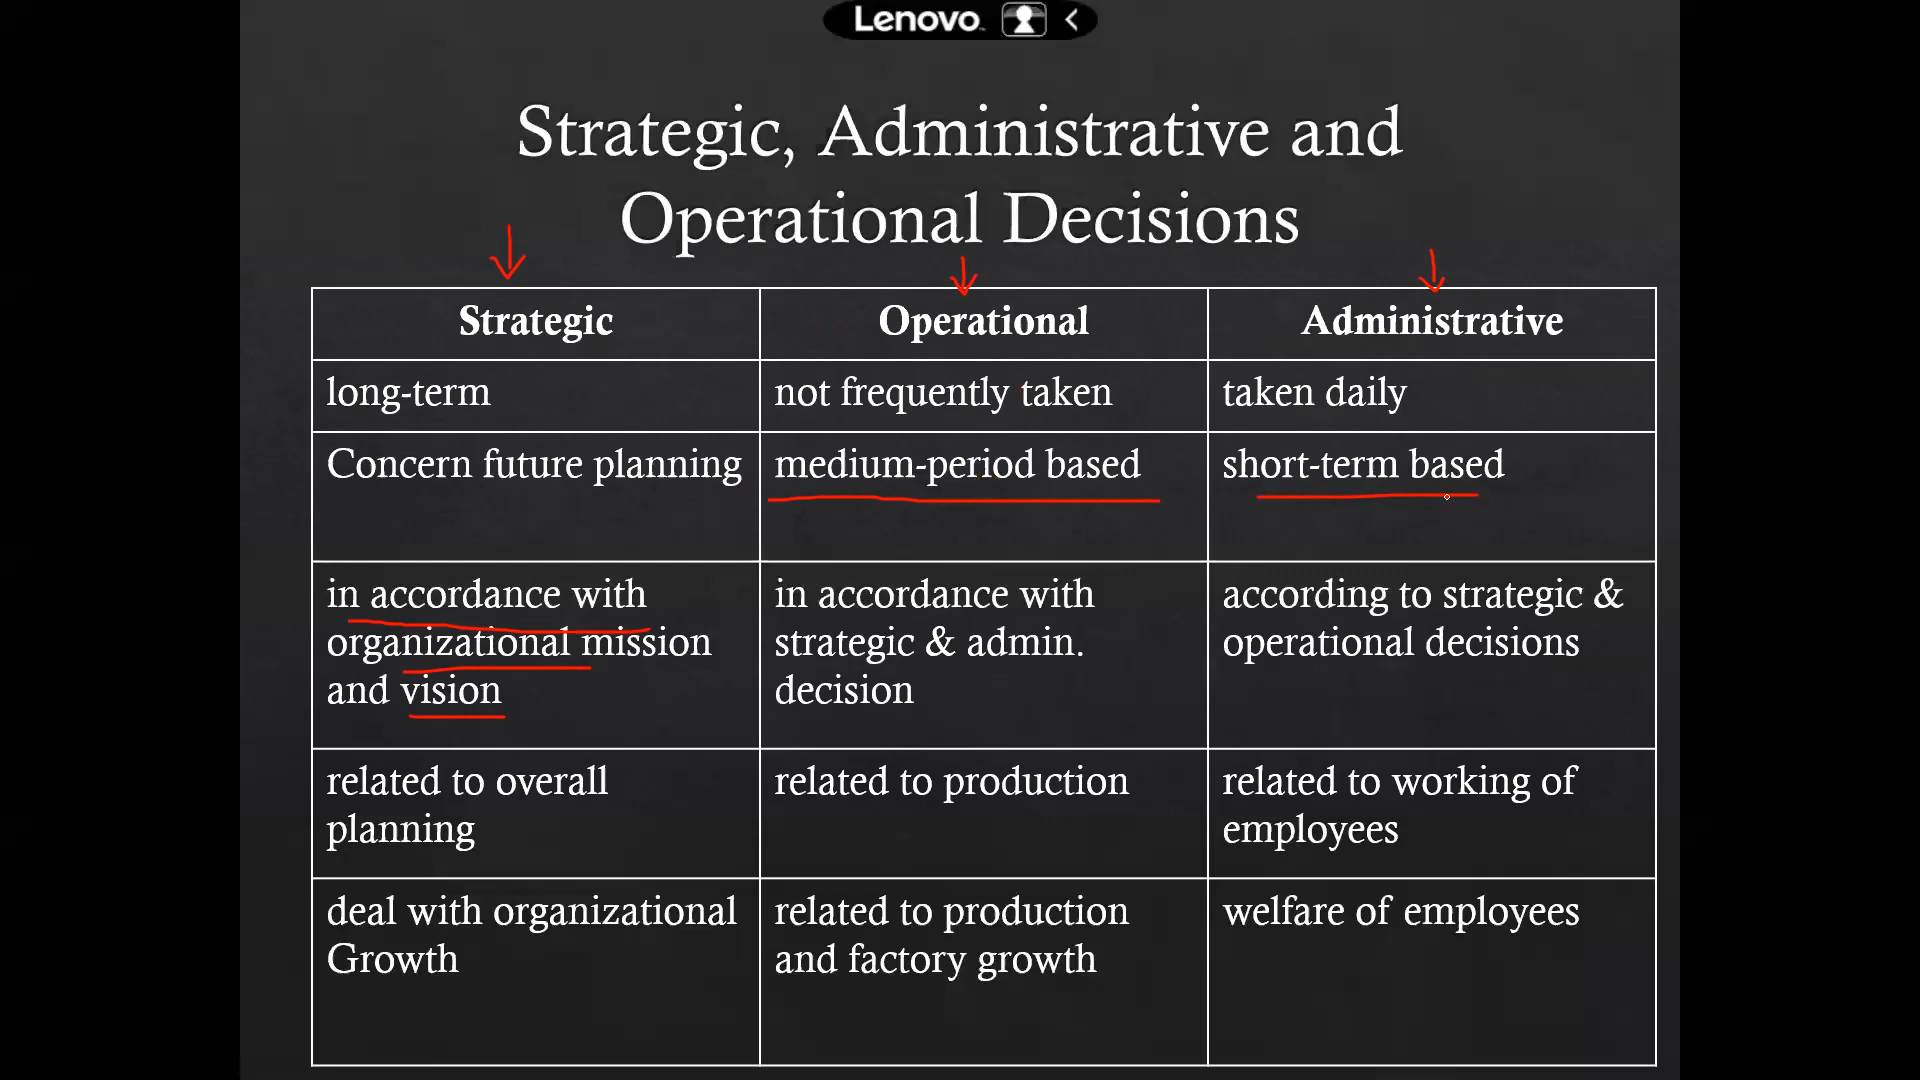 Lenovo
Strategic, Administrative and
Operational Decisions
Strategic
Operational
Administrative
long-term
not frequently taken
taken daily
Concern future planning
medium-period based
short-term based
in accordance with
organizational mission
and vision
in accordance with
strategic & admin.
decision
according to strategic &
operational decisions
related to overall
planning
related to production
related to working of
employees
deal with organizational
Growth
related to production
and factory growth
welfare of employees